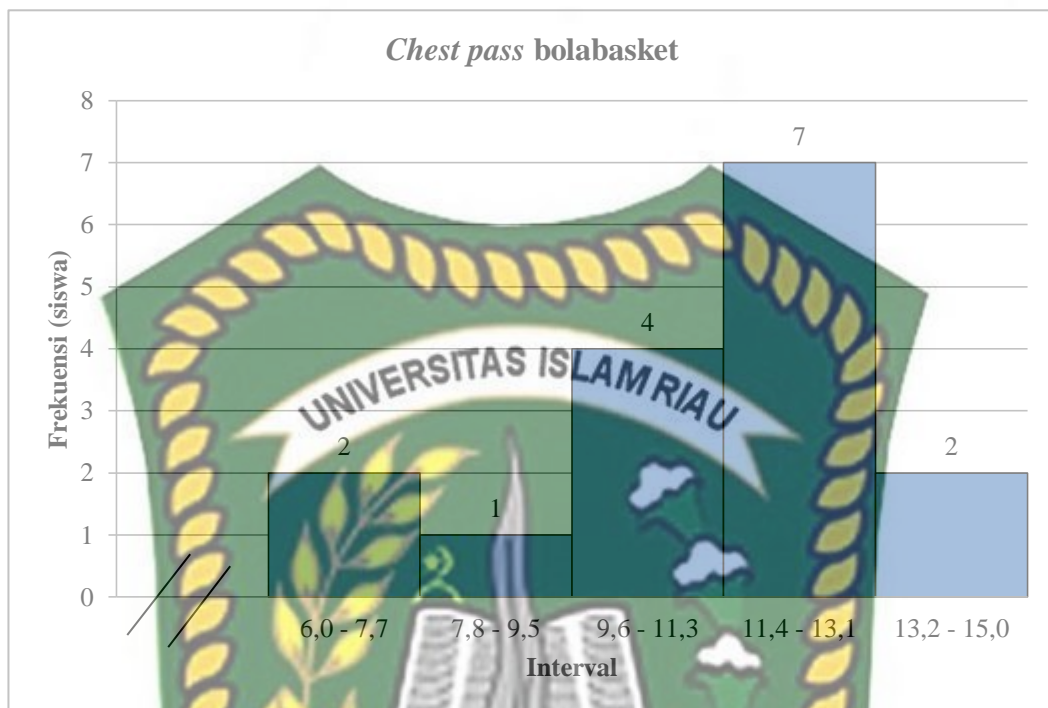 Chest pass bolabasket
8
7
6
5
4
3
2
1
0
Frekuensi (siswa)
2
1
4
7
2
UNIVERSITAS ISLAM RIAU
6,0 - 7,7 7,8 - 9,5 9,6 - 11,3 11,4 - 13,1 13,2 - 15,0
Interval